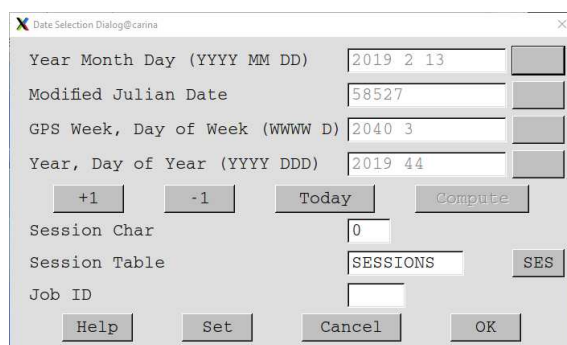 Date Selection Dialog@carina
Year Month Day (YYYY MM DD) 2019 2 13
Modified Julian Date 58527
GPS Week, Day of Week (WWWW D) 2040 3
Year, Day of Year (YYYY DDD) 2019 44
+1 -1 Today Compute
Session Char 0
Session Table SESSIONS SES
Job ID
Help Set Cancel OK